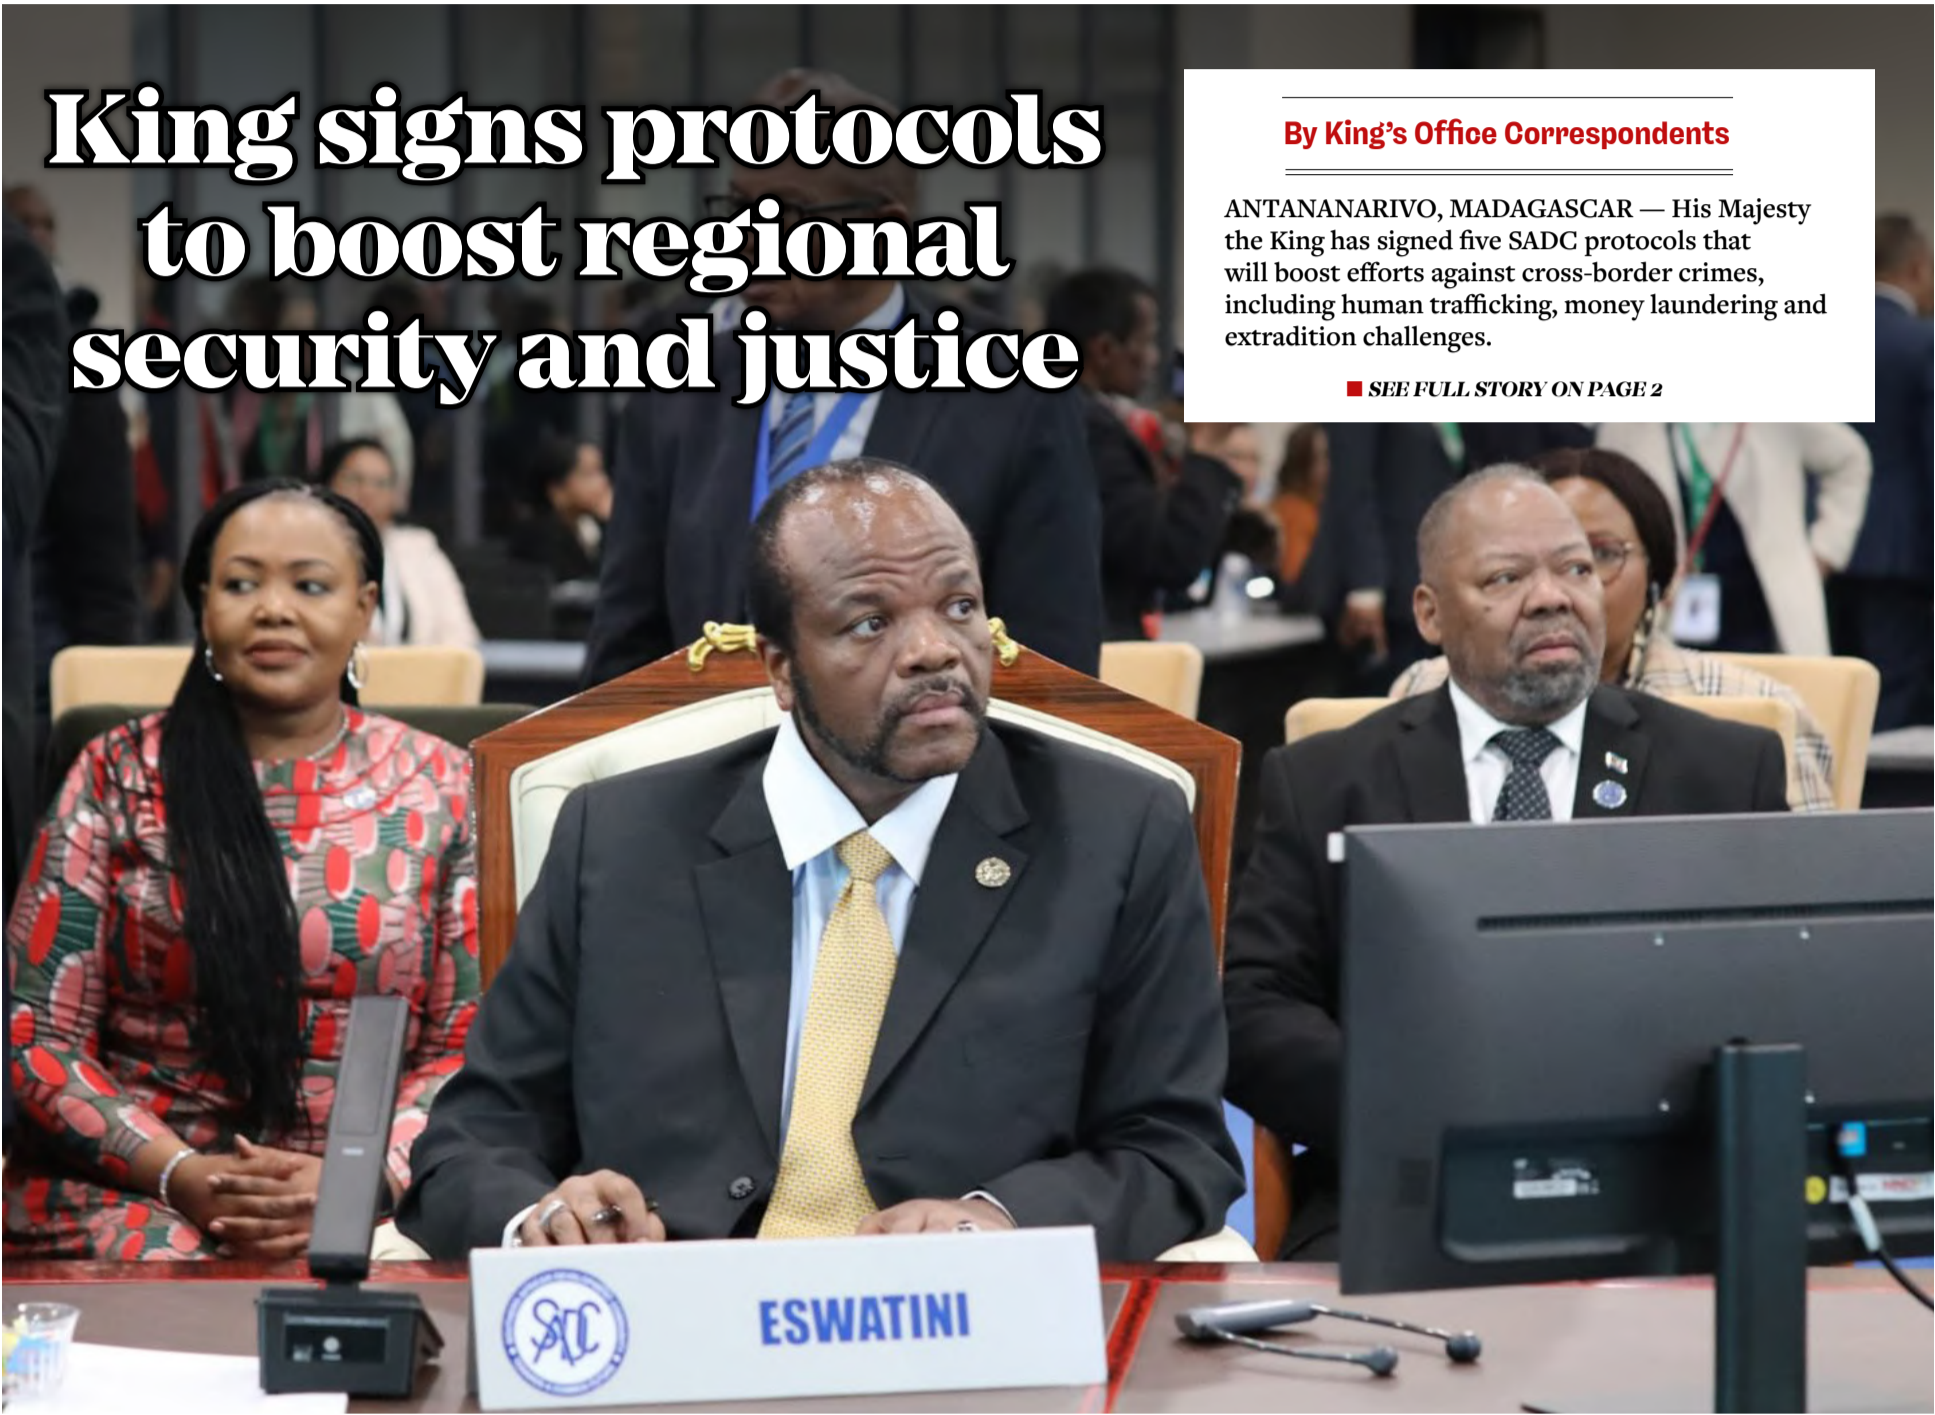 King signs protocols
to boost regional
security and justice
By King's Office Correspondents
ANTANANARIVO, MADAGASCAR — His Majesty
the King has signed five SADC protocols that
will boost efforts against cross-border crimes,
including human trafficking, money laundering and
extradition challenges.
■ SEE FULL STORY ON PAGE 2
SADC
ESWATINI